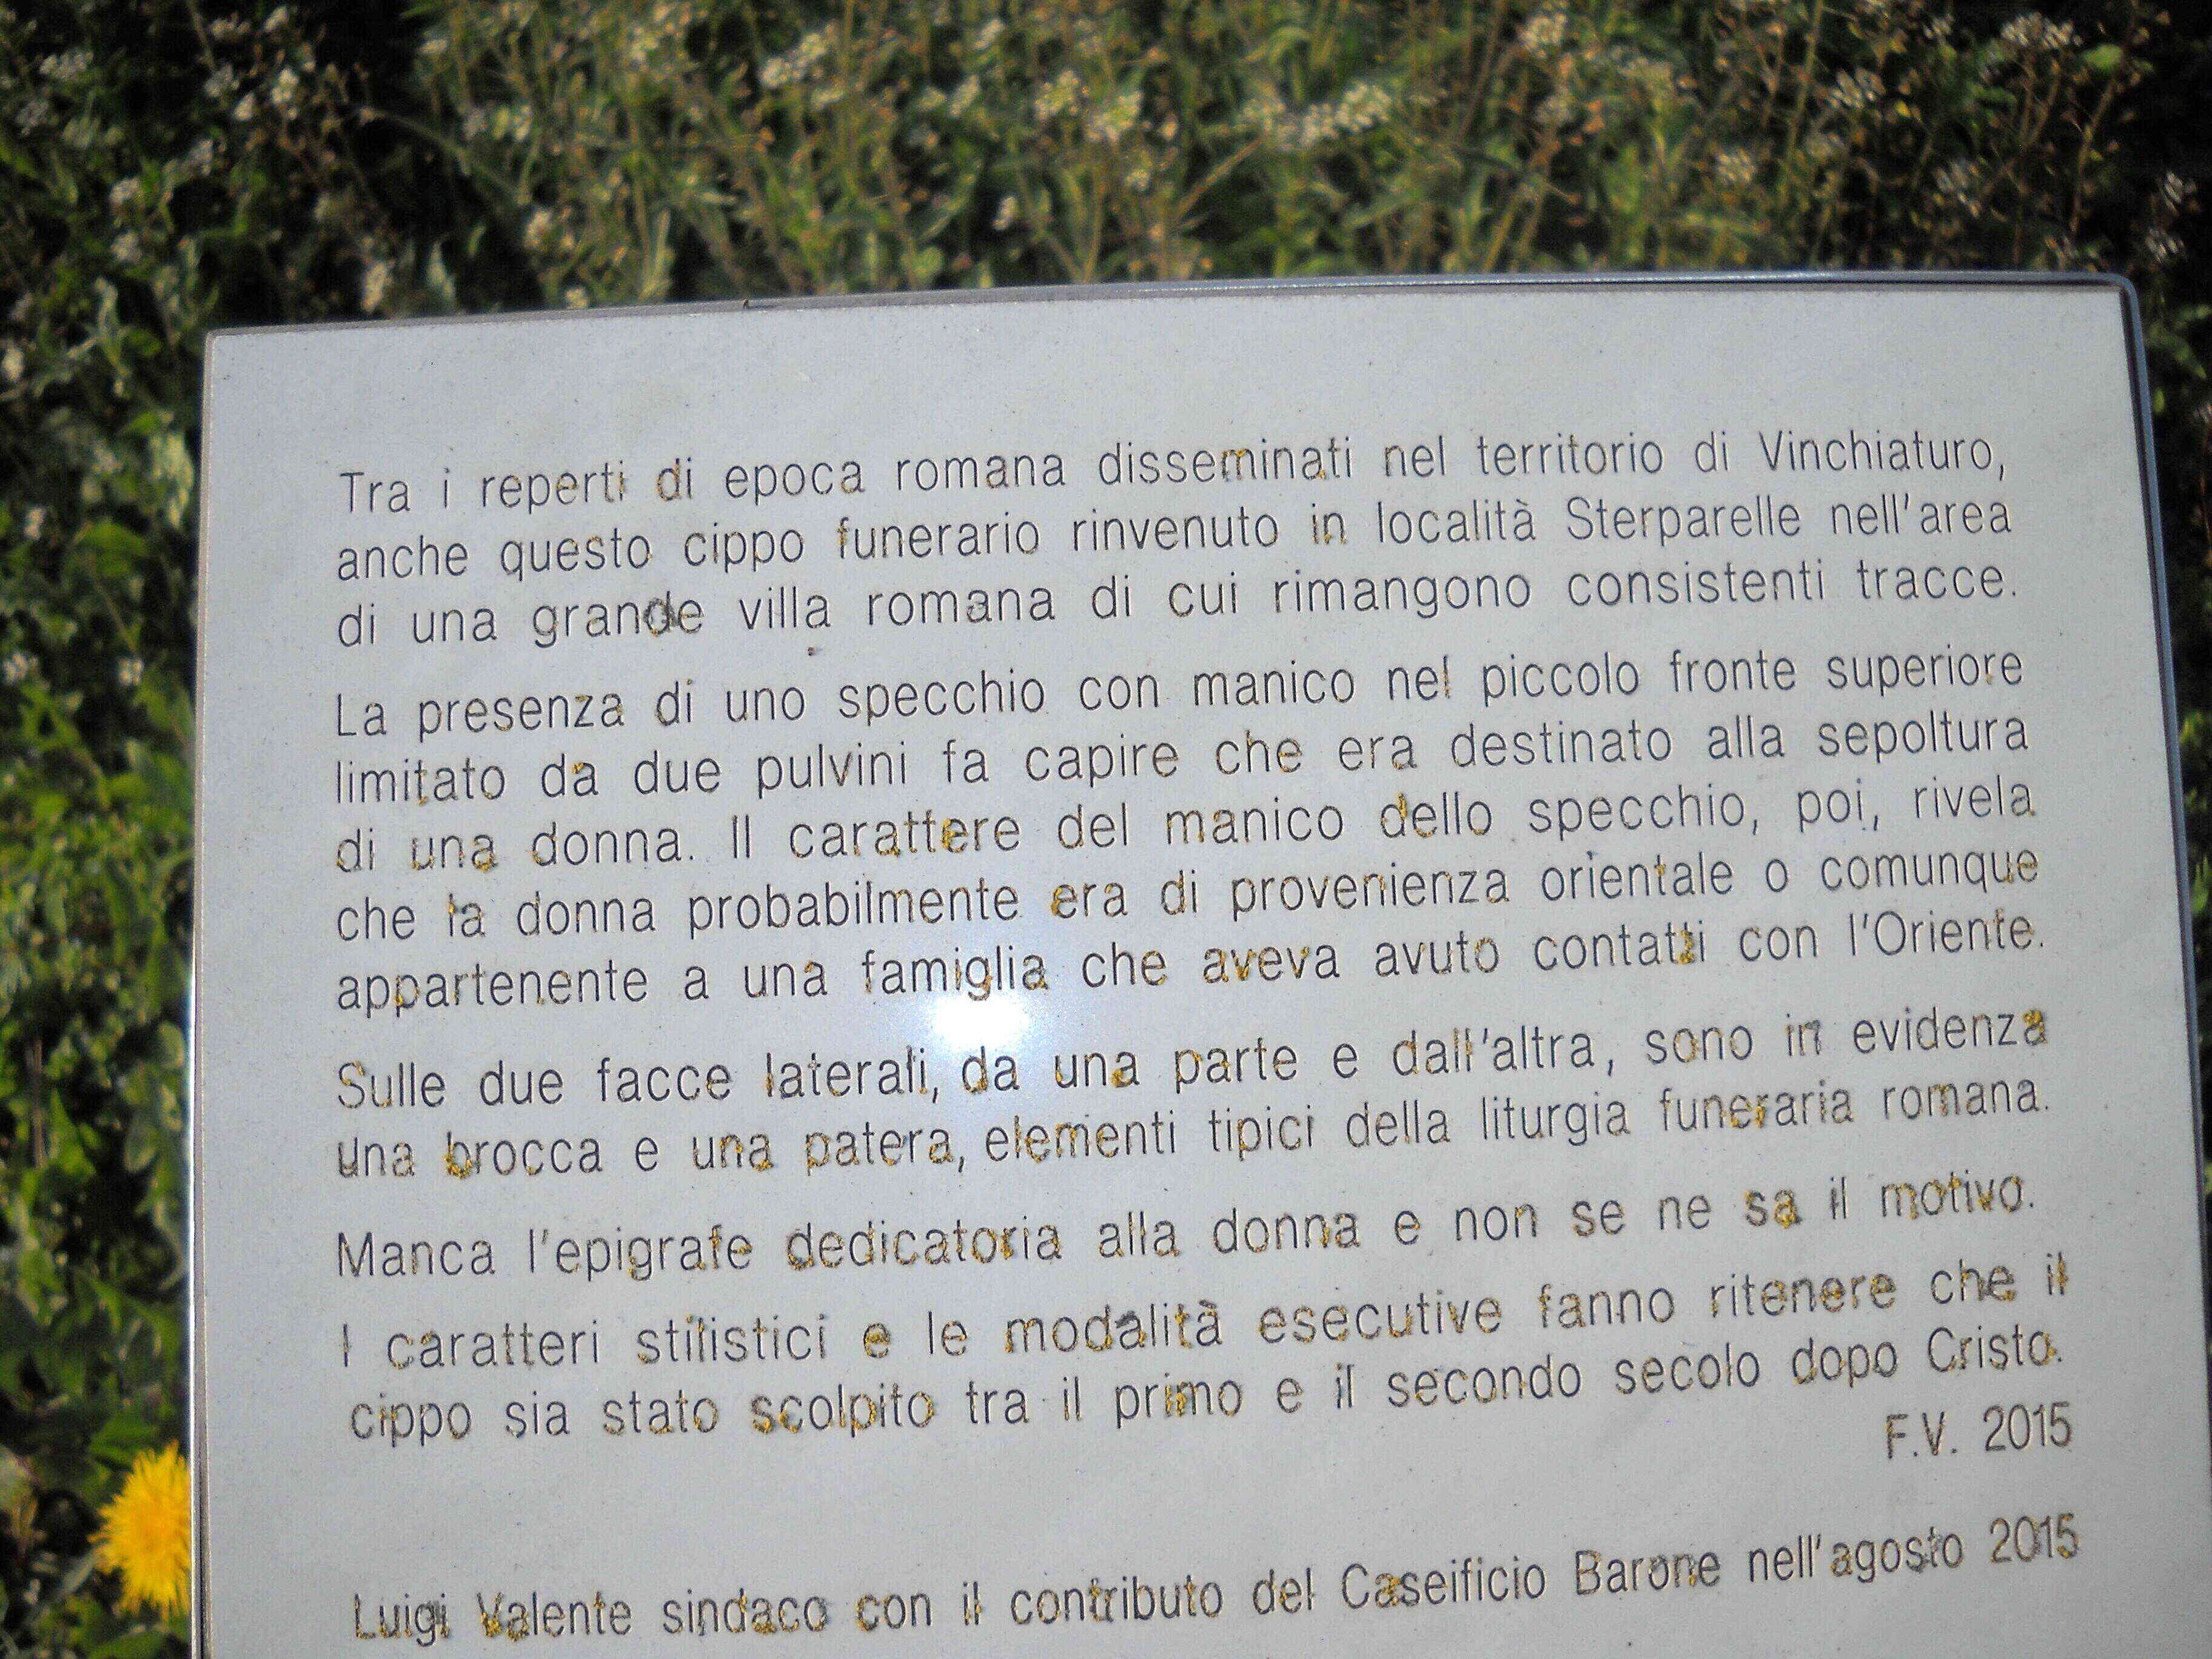 Tra i reperti di epoca romana disseminati nel territorio di Vinchiaturo,
anche questo cippo funerario rinvenuto in località Sterparelle nell'area
di una grande villa romana di cui rimangono consistenti tracce.
La presenza di uno specchio con manico nel piccolo fronte superiore
limitato da due pulvini fa capire che era destinato alla sepoltura
di una donna. Il carattere del manico dello specchio, poi, rivela
che la donna probabilmente era di provenienza orientale o comunque
appartenente a una famiglia che aveva avuto contatti con l'Oriente.
Sulle due facce laterali, da una parte e dall'altra, sono in evidenza
una brocca e una patera, elementi tipici della liturgia funeraria romana.
Manca l'epigrafe dedicatoria alla donna e non se ne sa il motivo.
I caratteri stilistici e le modalità esecutive fanno ritenere che il
cippo sia stato scolpito tra il primo e il secondo secolo dopo Cristo.
F.V. 2015
Luigi Valente sindaco con il contributo del Caseificio Barone nell'agosto 2015